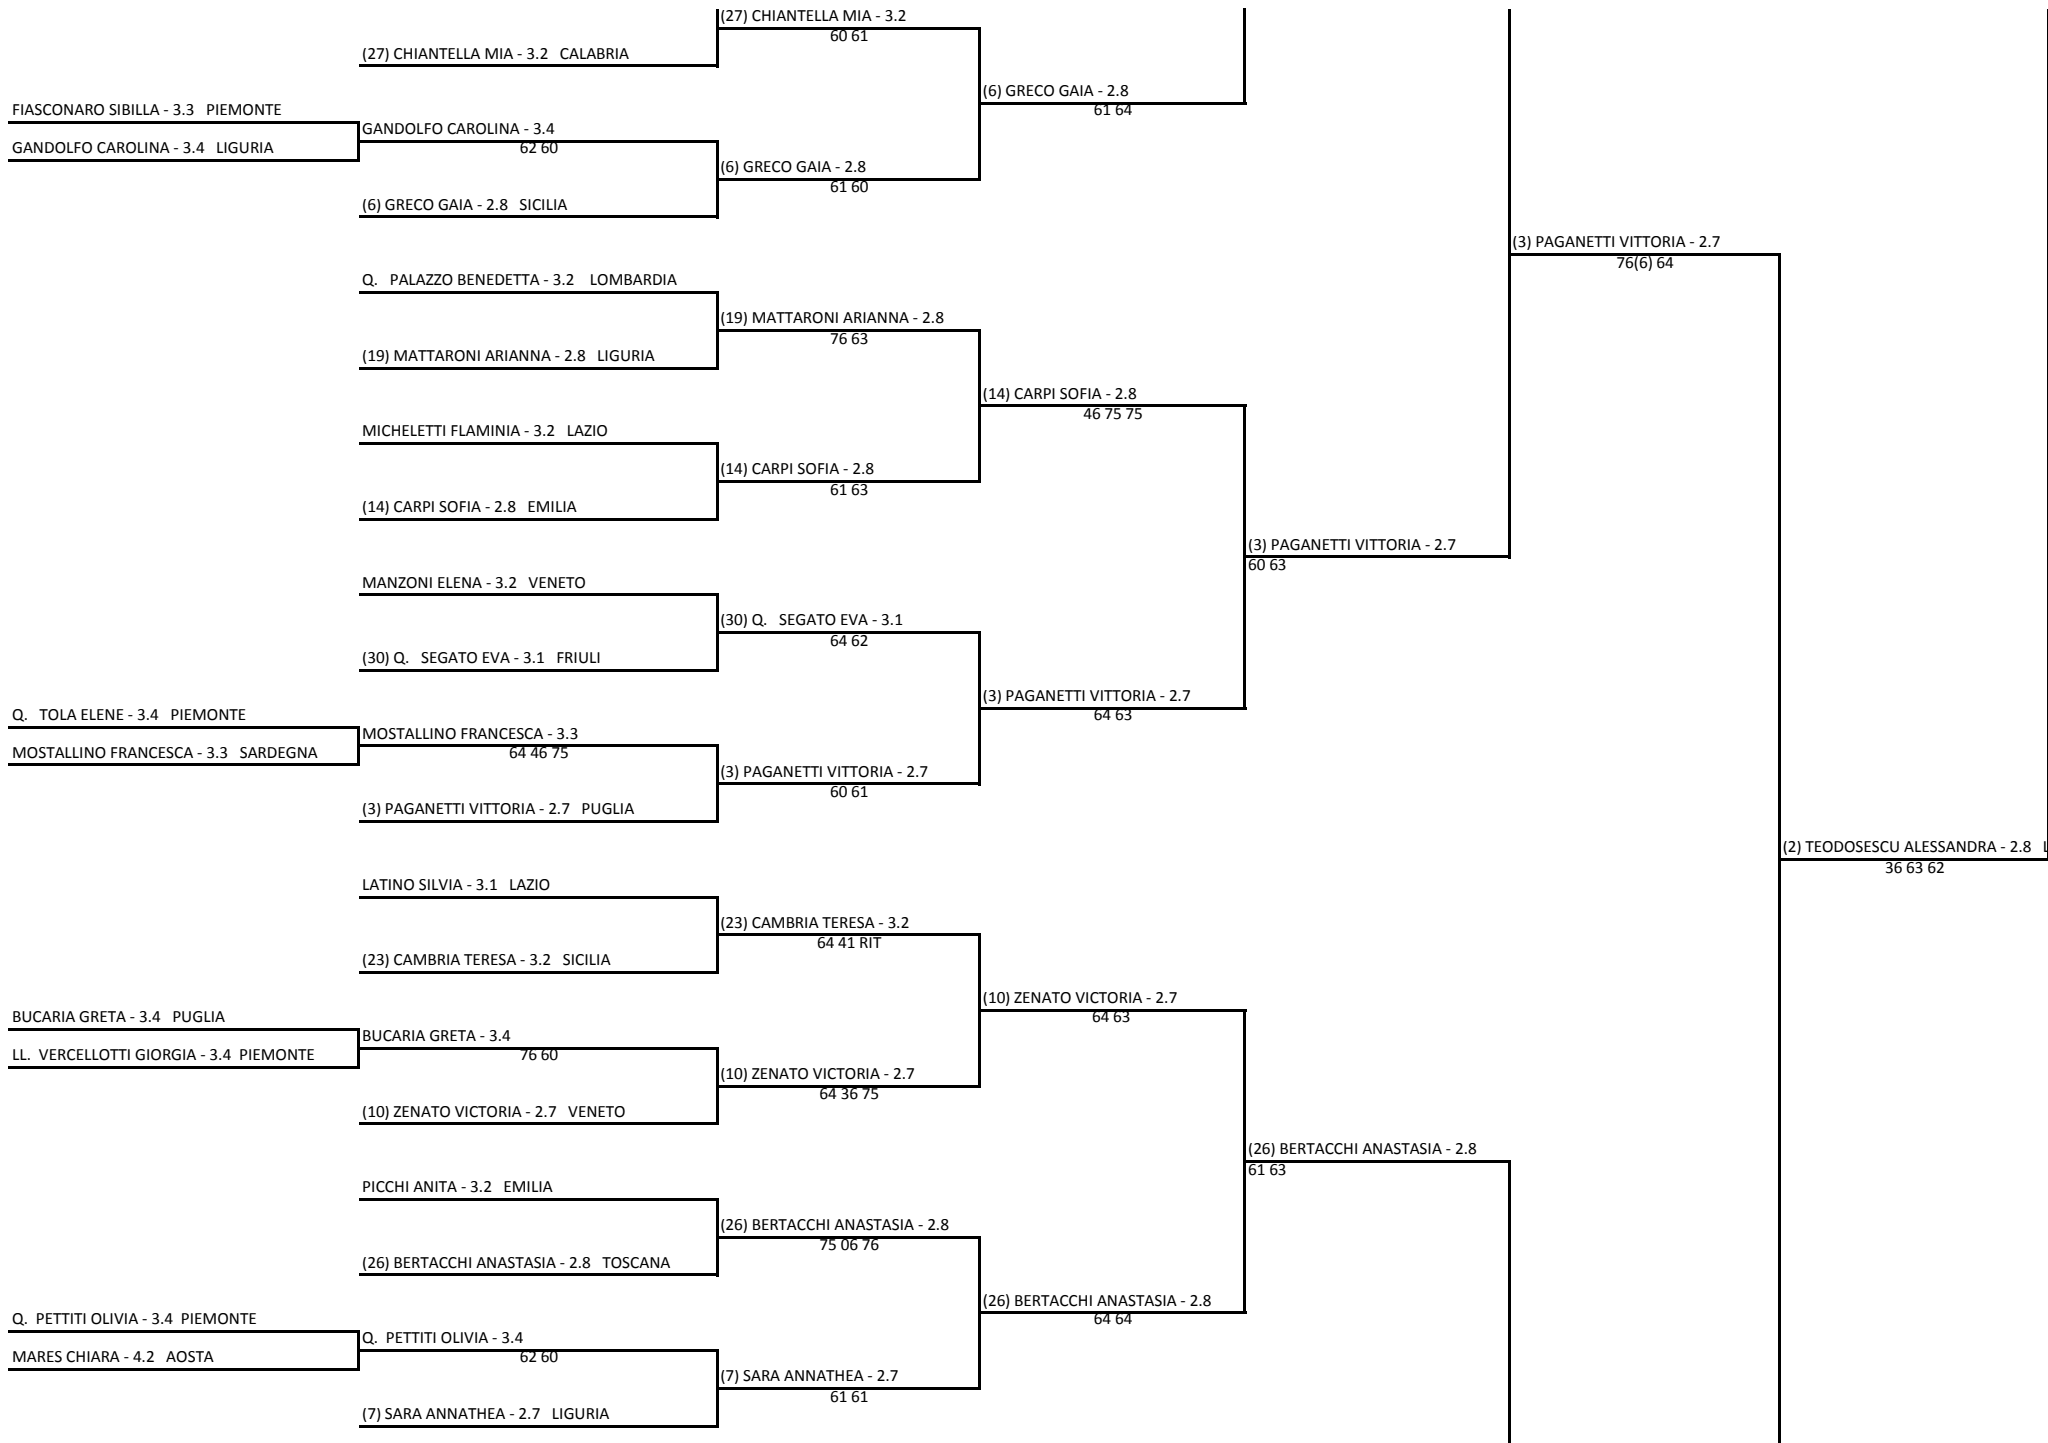 (27) CHIANTELLA MIA - 3.2
60 61
(27) CHIANTELLA MIA - 3.2 CALABRIA
(6) GRECO GAIA - 2.8
61 64
FIASCONARO SIBILLA - 3.3 PIEMONTE
GANDOLFO CAROLINA - 3.4
62 60
GANDOLFO CAROLINA - 3.4 LIGURIA
(6) GRECO GAIA - 2.8
61 60
(6) GRECO GAIA - 2.8 SICILIA
(3) PAGANETTI VITTORIA - 2.7
76(6) 64
Q. PALAZZO BENEDETTA - 3.2 LOMBARDIA
(19) MATTARONI ARIANNA - 2.8
76 63
(19) MATTARONI ARIANNA - 2.8 LIGURIA
(14) CARPI SOFIA - 2.8
46 75 75
MICHELETTI FLAMINIA - 3.2 LAZIO
(14) CARPI SOFIA - 2.8
61 63
(14) CARPI SOFIA - 2.8 EMILIA
(3) PAGANETTI VITTORIA - 2.7
60 63
MANZONI ELENA - 3.2 VENETO
(30) Q. SEGATO EVA - 3.1
64 62
(30) Q. SEGATO EVA - 3.1 FRIULI
(3) PAGANETTI VITTORIA - 2.7
64 63
Q. TOLA ELENE - 3.4 PIEMONTE
MOSTALLINO FRANCESCA - 3.3
64 46 75
MOSTALLINO FRANCESCA - 3.3 SARDEGNA
(3) PAGANETTI VITTORIA - 2.7
60 61
(3) PAGANETTI VITTORIA - 2.7 PUGLIA
(2) TEODOSESCU ALESSANDRA - 2.8 L
36 63 62
LATINO SILVIA - 3.1 LAZIO
(23) CAMBRIA TERESA - 3.2
64 41 RIT
(23) CAMBRIA TERESA - 3.2 SICILIA
(10) ZENATO VICTORIA - 2.7
64 63
BUCARIA GRETA - 3.4 PUGLIA
BUCARIA GRETA - 3.4
76 60
LL. VERCELLOTTI GIORGIA - 3.4 PIEMONTE
(10) ZENATO VICTORIA - 2.7
64 36 75
(10) ZENATO VICTORIA - 2.7 VENETO
(26) BERTACCHI ANASTASIA - 2.8
61 63
PICCHI ANITA - 3.2 EMILIA
(26) BERTACCHI ANASTASIA - 2.8
75 06 76
(26) BERTACCHI ANASTASIA - 2.8 TOSCANA
(26) BERTACCHI ANASTASIA - 2.8
64 64
Q. PETTITI OLIVIA - 3.4 PIEMONTE
Q. PETTITI OLIVIA - 3.4
62 60
MARES CHIARA - 4.2 AOSTA
(7) SARA ANNATHEA - 2.7
61 61
(7) SARA ANNATHEA - 2.7 LIGURIA